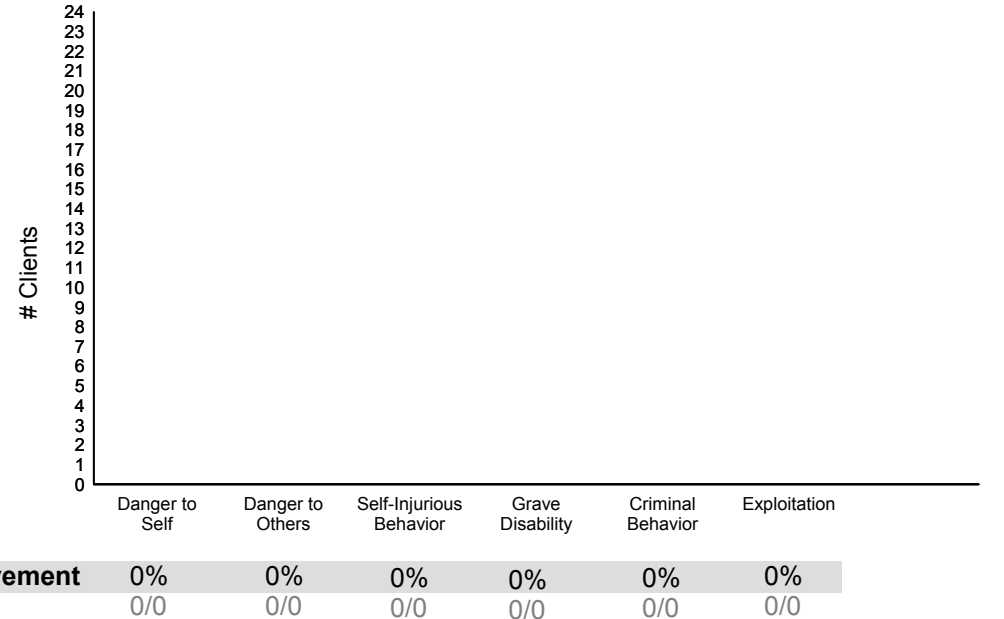 24
23
22
21
20
19
18
17
16
15
14
13
12
11
10
9
8
7
6
5
4
3
2
1
0
# Clients
Danger to Self
Danger to Others
Self-Injurious Behavior
Grave Disability
Criminal Behavior
Exploitation
vement 0% 0% 0% 0% 0% 0%
0/0 0/0 0/0 0/0 0/0 0/0